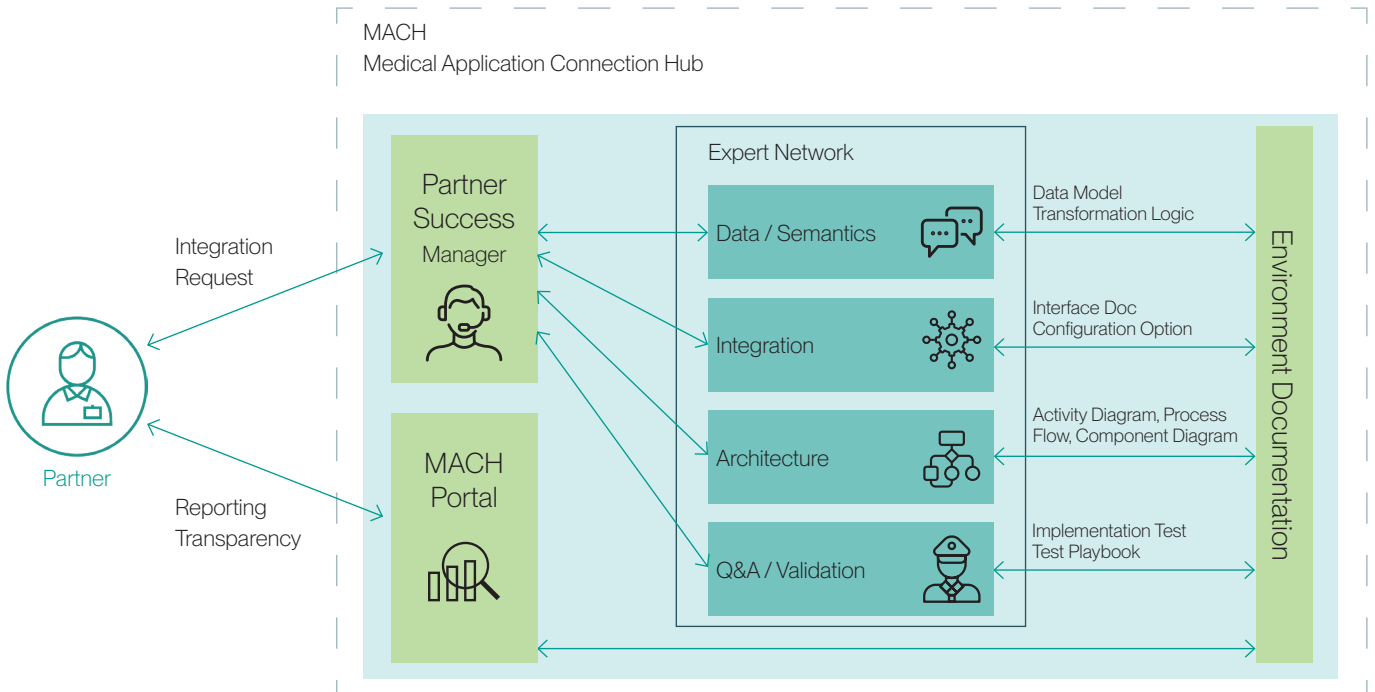 MACH
Medical Application Connection Hub
Partner
Success
Manager
Expert Network
Data / Semantics
Data Model
Transformation Logic
Integration
Request
Integration
Interface Doc
Configuration Option
Environment Documentation
Partner
MACH
Portal
Architecture
Activity Diagram, Process
Flow, Component Diagram
Reporting
Transparency
Q&A / Validation
Implementation Test
Test Playbook